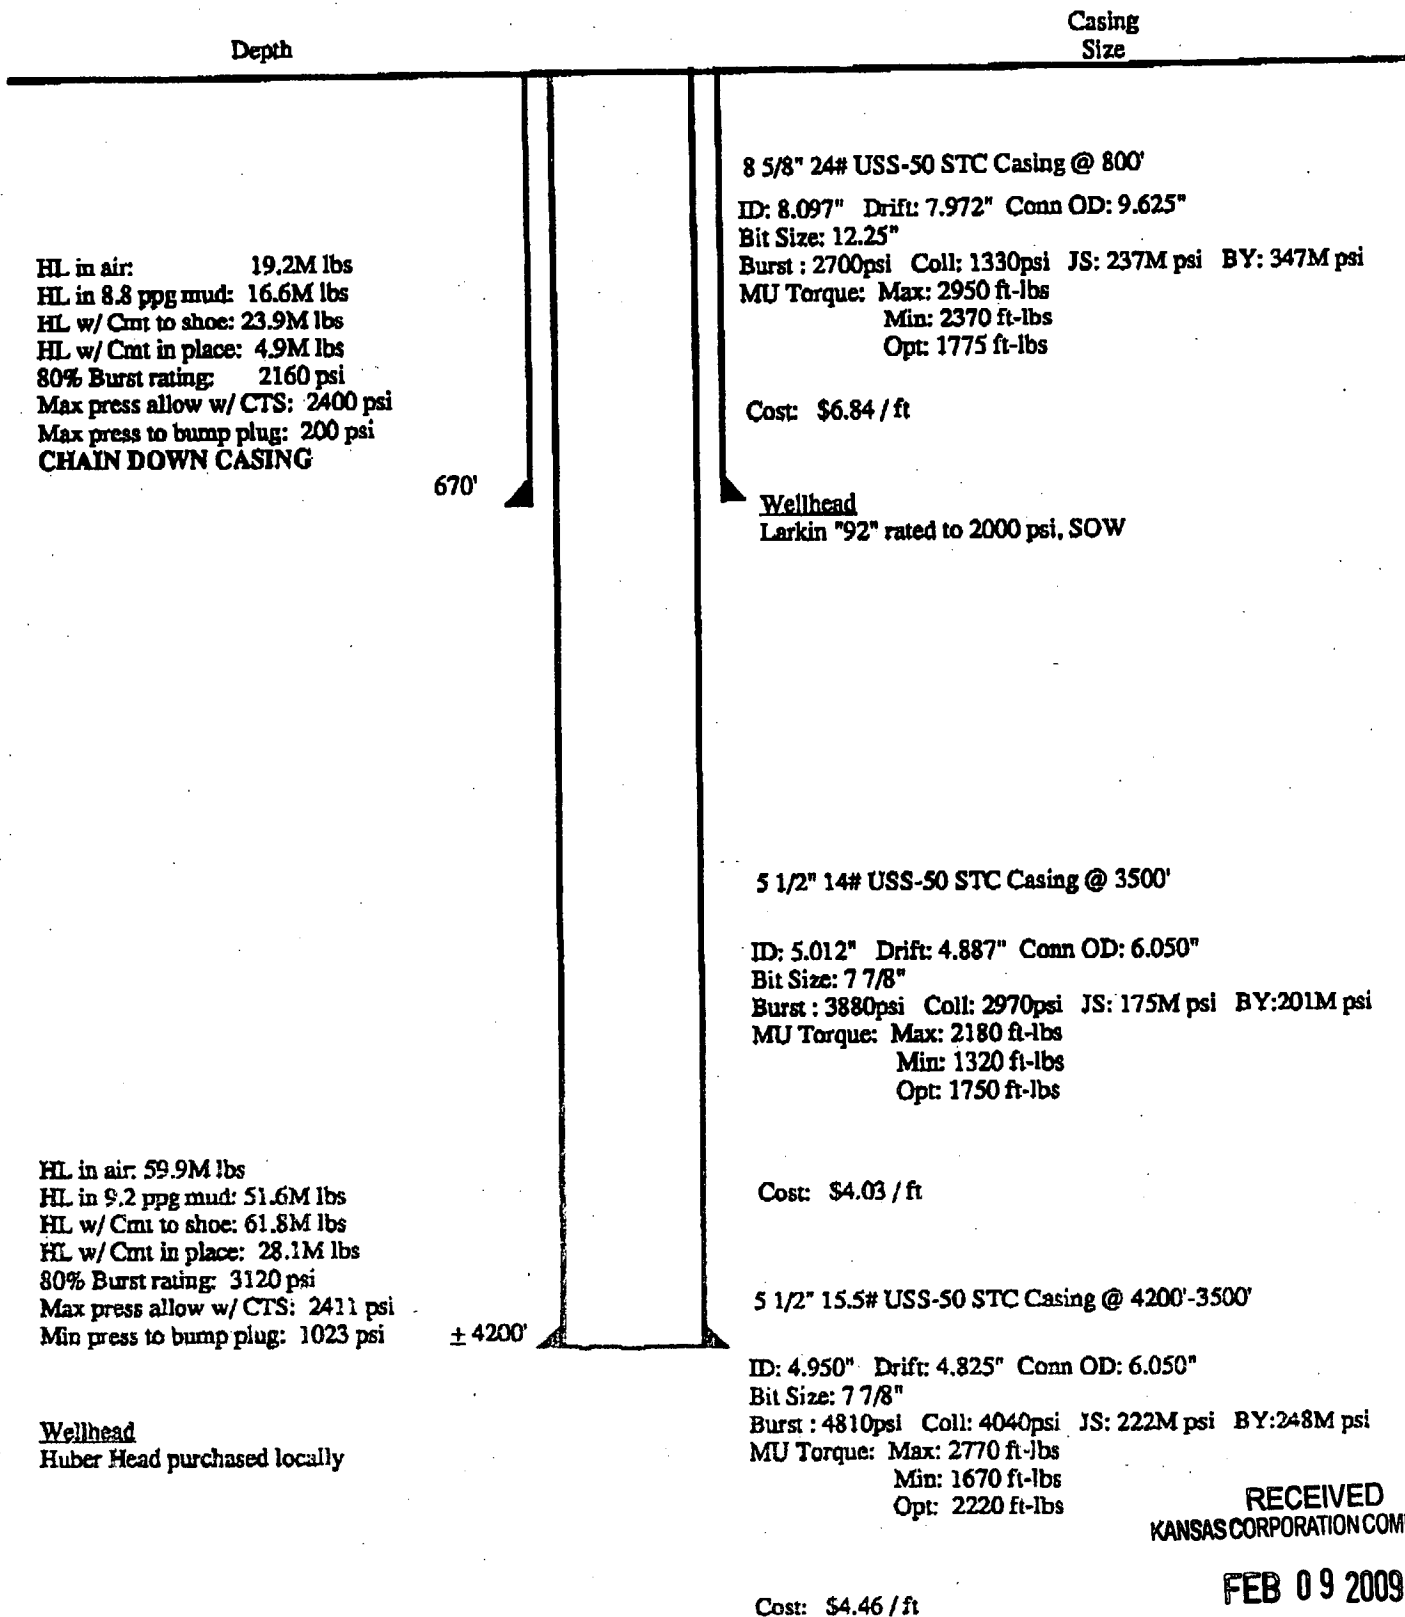 Depth
Casing
Size
8 5/8" 24# USS-50 STC Casing @ 800'
ID: 8.097" Drift: 7.972" Conn OD: 9.625"
Bit Size: 12.25"
Burst : 2700psi Coll: 1330psi JS: 237M psi BY: 347M psi
MU Torque: Max: 2950 ft-lbs
Min: 2370 ft-lbs
Opt: 1775 ft-lbs
Cost: $6.84 / ft
HL in air: 19.2M lbs
HL in 8.8 ppg mud: 16.6M lbs
HL w/ Cmt to shoe: 23.9M lbs
HL w/ Cmt in place: 4.9M lbs
80% Burst rating: 2160 psi
Max press allow w/ CTS: 2400 psi
Max press to bump plug: 200 psi
CHAIN DOWN CASING
670'
Wellhead
Larkin "92" rated to 2000 psi, SOW
5 1/2" 14# USS-50 STC Casing @ 3500'
ID: 5.012" Drift: 4.887" Conn OD: 6.050"
Bit Size: 7 7/8"
Burst : 3880psi Coll: 2970psi JS: 175M psi BY:201M psi
MU Torque: Max: 2180 ft-lbs
Min: 1320 ft-lbs
Opt: 1750 ft-lbs
Cost: $4.03 / ft
HL in air: 59.9M lbs
HL in 9.2 ppg mud: 51.6M lbs
HL w/ Cmt to shoe: 61.8M lbs
HL w/ Cmt in place: 28.1M lbs
80% Burst rating: 3120 psi
Max press allow w/ CTS: 2411 psi
Min press to bump plug: 1023 psi
± 4200'
Wellhead
Huber Head purchased locally
5 1/2" 15.5# USS-50 STC Casing @ 4200'-3500'
ID: 4.950" Drift: 4.825" Conn OD: 6.050"
Bit Size: 7 7/8"
Burst : 4810psi Coll: 4040psi JS: 222M psi BY:248M psi
MU Torque: Max: 2770 ft-lbs
Min: 1670 ft-lbs
Opt: 2220 ft-lbs
Cost: $4.46 / ft
RECEIVED
KANSAS CORPORATION COM
FEB 09 2009